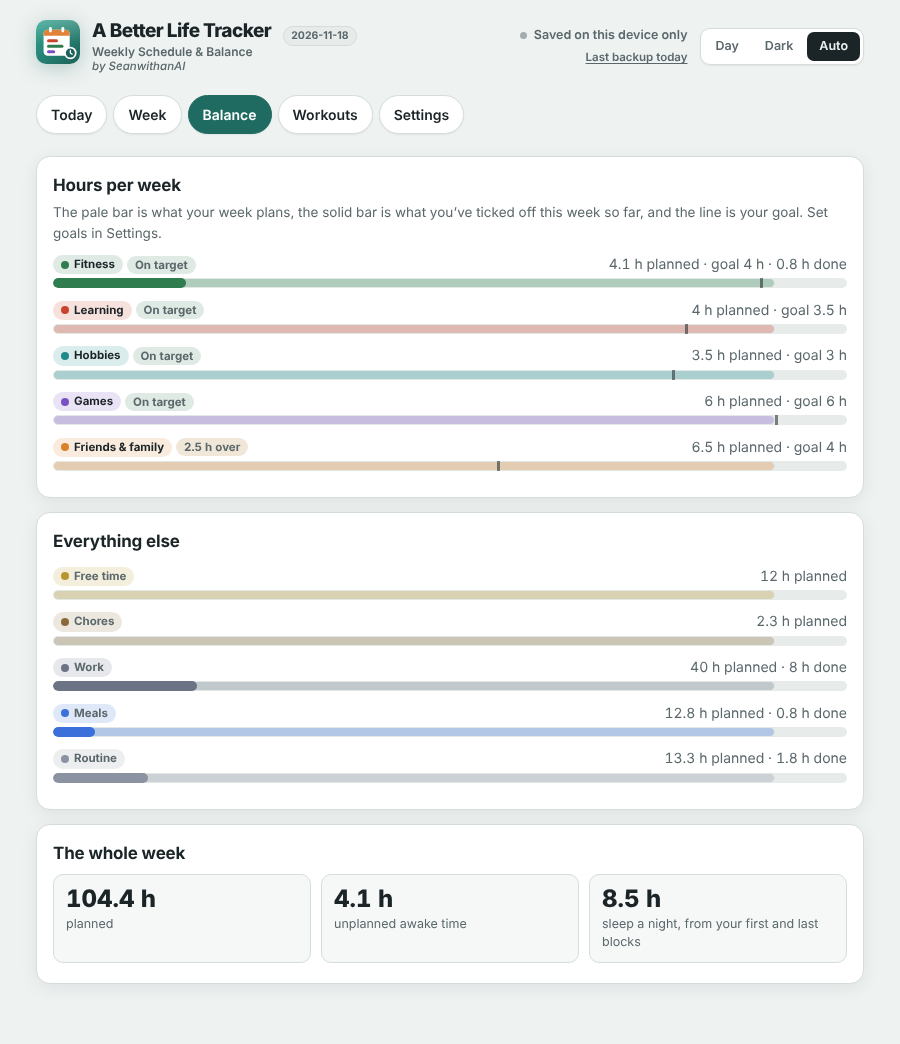 A Better Life Tracker
2026-11-18
Weekly Schedule & Balance
by SeanwithanAI
Saved on this device only
Last backup today
Day
Dark
Auto
Today
Week
Balance
Workouts
Settings
Hours per week
The pale bar is what your week plans, the solid bar is what you’ve ticked off this week so far, and the line is your goal. Set
goals in Settings.
Fitness On target 4.1 h planned · goal 4 h · 0.8 h done
Learning On target 4 h planned · goal 3.5 h
Hobbies On target 3.5 h planned · goal 3 h
Games On target 6 h planned · goal 6 h
Friends & family 2.5 h over 6.5 h planned · goal 4 h
Everything else
Free time 12 h planned
Chores 2.3 h planned
Work 40 h planned · 8 h done
Meals 12.8 h planned · 0.8 h done
Routine 13.3 h planned · 1.8 h done
The whole week
104.4 h
planned
4.1 h
unplanned awake time
8.5 h
sleep a night, from your first and last
blocks